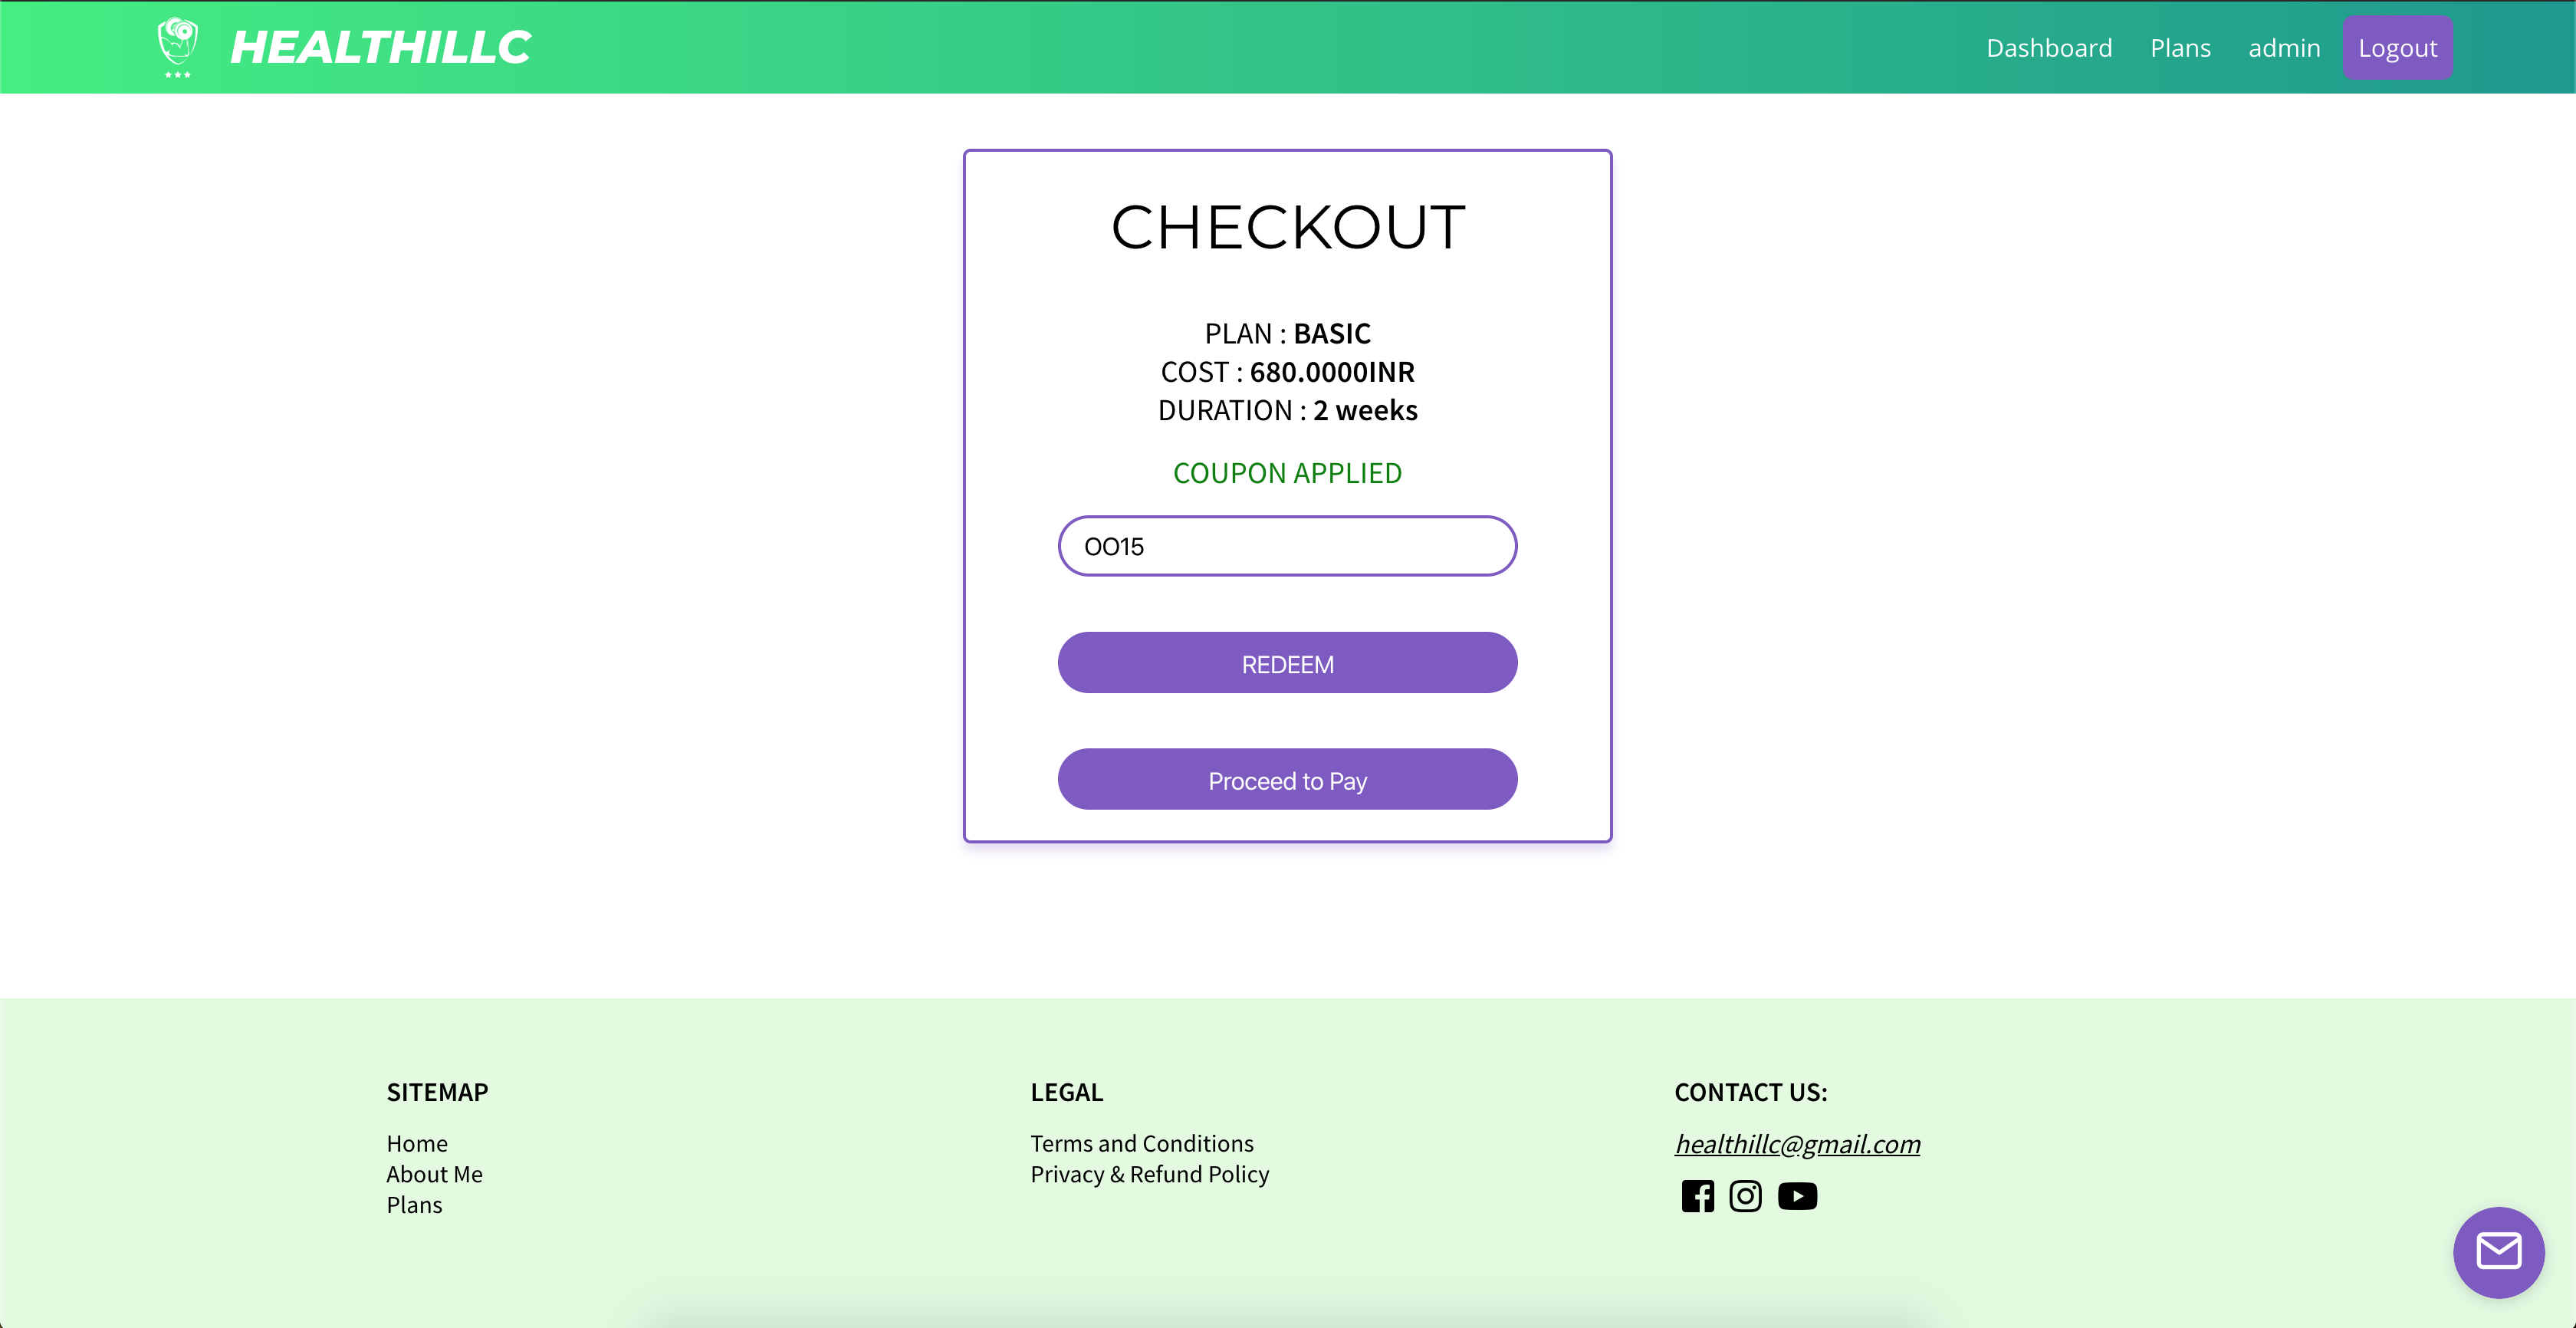 HEALTHILLC
Dashboard Plans admin Logout
CHECKOUT
PLAN : BASIC
COST : 680.0000INR
DURATION : 2 weeks
COUPON APPLIED
OO15
REDEEM
Proceed to Pay
SITEMAP
Home
About Me
Plans
LEGAL
Terms and Conditions
Privacy & Refund Policy
CONTACT US:
healthillc@gmail.com